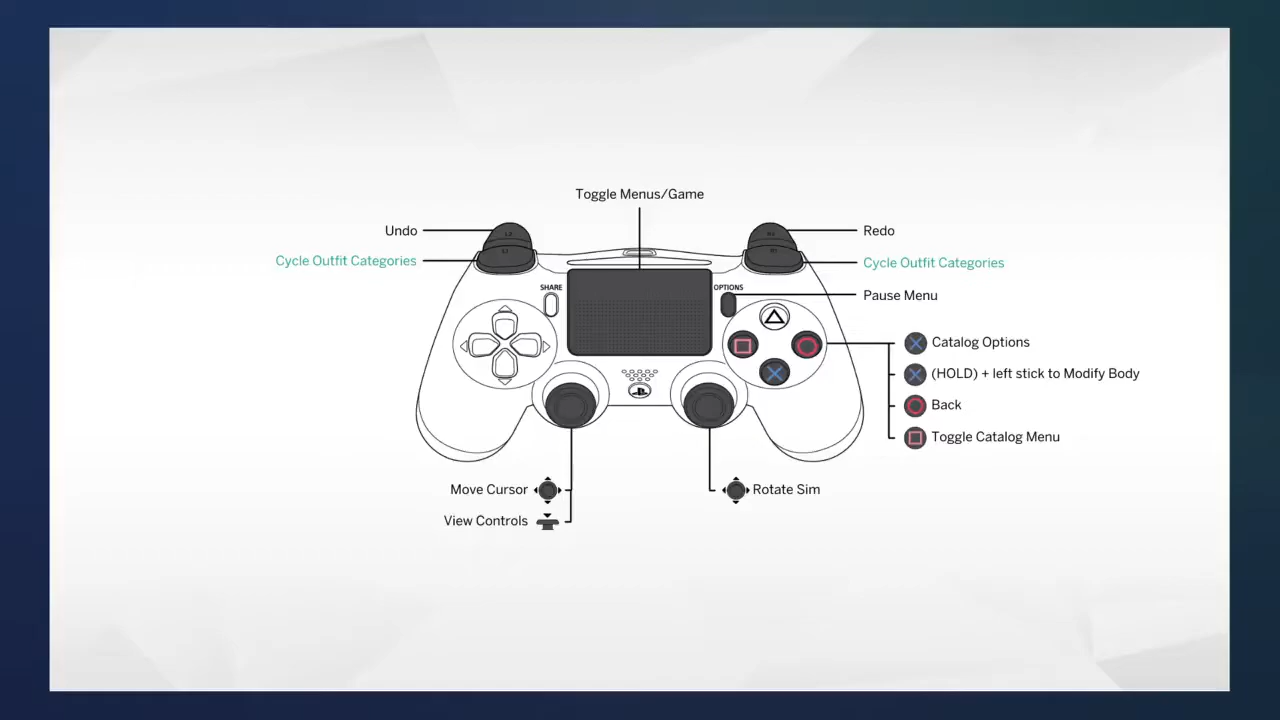 Toggle Menus/Game
Undo
Redo
Cycle Outfit Categories
Cycle Outfit Categories
SHARE
OPTIONS
Pause Menu
Catalog Options
(HOLD) + left stick to Modify Body
Back
Toggle Catalog Menu
Move Cursor
Rotate Sim
View Controls